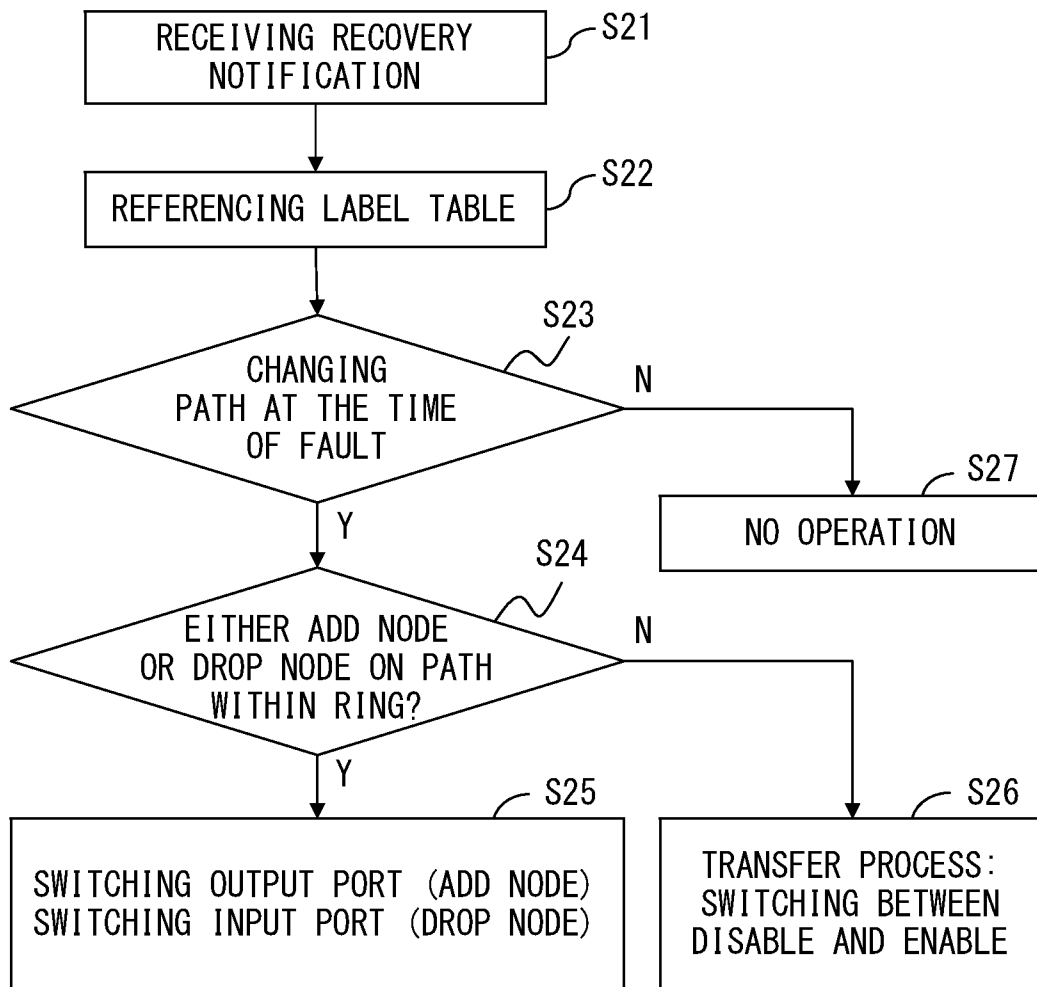 RECEIVING RECOVERY
NOTIFICATION
S21
REFERENCING LABEL TABLE
S22
CHANGING
PATH AT THE TIME
OF FAULT
S23
N
Y
NO OPERATION
S27
EITHER ADD NODE
OR DROP NODE ON PATH
WITHIN RING?
S24
N
Y
SWITCHING OUTPUT PORT (ADD NODE)
SWITCHING INPUT PORT (DROP NODE)
S25
TRANSFER PROCESS:
SWITCHING BETWEEN
DISABLE AND ENABLE
S26